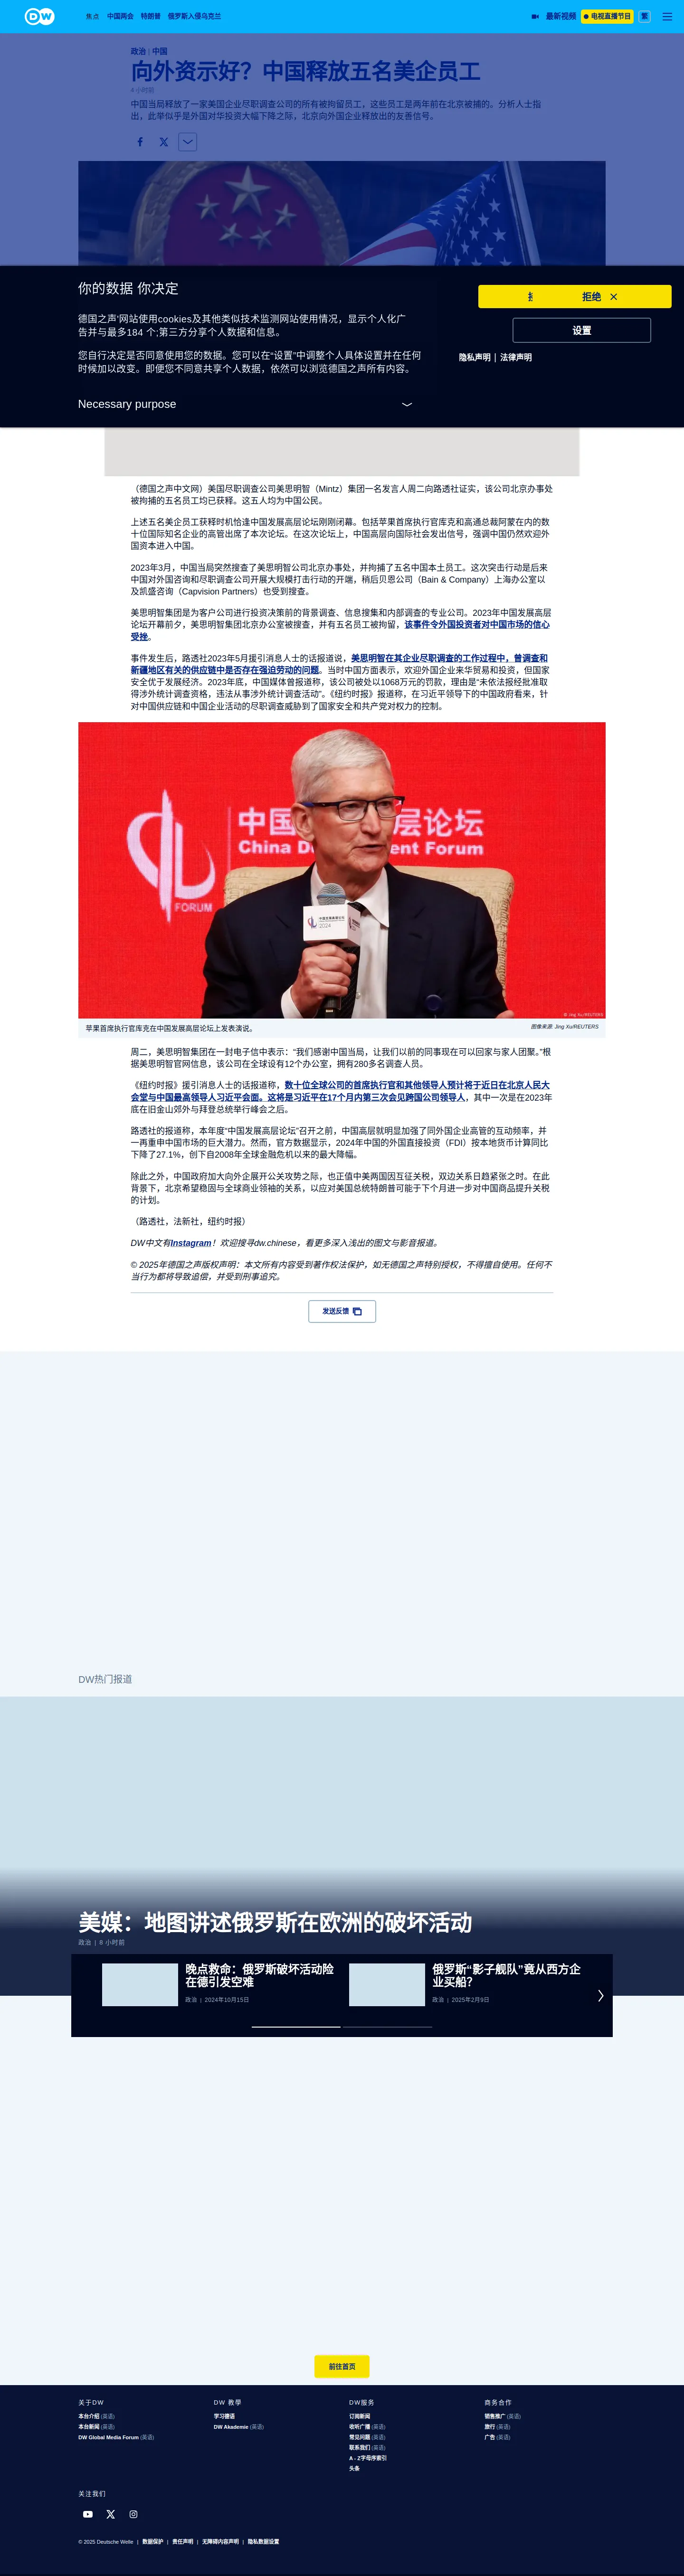 DW
焦点 中国两会 特朗普 俄罗斯入侵乌克兰 最新视频 电视直播节目 繁
政治 | 中国
向外资示好？中国释放五名美企员工
4 小时前
中国当局释放了一家美国企业尽职调查公司的所有被拘留员工，这些员工是两年前在北京被捕的。分析人士指
出，此举似乎是外国对华投资大幅下降之际，北京向外国企业释放出的友善信号。
你的数据 你决定
拒绝
德国之声'网站使用cookies及其他类似技术监测网站使用情况，显示个人化广
告并与最多184 个;第三方分享个人数据和信息。
设置
您自行决定是否同意使用您的数据。您可以在“设置”中调整个人具体设置并在任何
时候加以改变。即便您不同意共享个人数据，依然可以浏览德国之声所有内容。
隐私声明 | 法律声明
Necessary purpose
（德国之声中文网）美国尽职调查公司美思明智（Mintz）集团一名发言人周二向路透社证实，该公司北京办事处
被拘捕的五名员工均已获释。这五人均为中国公民。
上述五名美企员工获释时机恰逢中国发展高层论坛刚刚闭幕。包括苹果首席执行官库克和高通总裁阿蒙在内的数
十位国际知名企业的高管出席了本次论坛。在这次论坛上，中国高层向国际社会发出信号，强调中国仍然欢迎外
国资本进入中国。
2023年3月，中国当局突然搜查了美思明智公司北京办事处，并拘捕了五名中国本土员工。这次突击行动是后来
中国对外国咨询和尽职调查公司开展大规模打击行动的开端，稍后贝恩公司（Bain & Company）上海办公室以
及凯盛咨询（Capvision Partners）也受到搜查。
美思明智集团是为客户公司进行投资决策前的背景调查、信息搜集和内部调查的专业公司。2023年中国发展高层
论坛开幕前夕，美思明智集团北京办公室被搜查，并有五名员工被拘留，该事件令外国投资者对中国市场的信心
受挫。
事件发生后，路透社2023年5月援引消息人士的话报道说，美思明智在其企业尽职调查的工作过程中，曾调查和
新疆地区有关的供应链中是否存在强迫劳动的问题。当时中国方面表示，欢迎外国企业来华贸易和投资，但国家
安全优于发展经济。2023年底，中国媒体曾报道称，该公司被处以1068万元的罚款，理由是“未依法报经批准取
得涉外统计调查资格，违法从事涉外统计调查活动”。《纽约时报》报道称，在习近平领导下的中国政府看来，针
对中国供应链和中国企业活动的尽职调查威胁到了国家安全和共产党对权力的控制。
中国发展高层论坛
China Development Forum
FORUM
2024
© Jing Xu/REUTERS
苹果首席执行官库克在中国发展高层论坛上发表演说。
图像来源: Jing Xu/REUTERS
周二，美思明智集团在一封电子信中表示：“我们感谢中国当局，让我们以前的同事现在可以回家与家人团聚。”根
据美思明智官网信息，该公司在全球设有12个办公室，拥有280多名调查人员。
《纽约时报》援引消息人士的话报道称，数十位全球公司的首席执行官和其他领导人预计将于近日在北京人民大
会堂与中国最高领导人习近平会面。这将是习近平在17个月内第三次会见跨国公司领导人，其中一次是在2023年
底在旧金山郊外与拜登总统举行峰会之后。
路透社的报道称，本年度“中国发展高层论坛”召开之前，中国高层就明显加强了同外国企业高管的互动频率，并
一再重申中国市场的巨大潜力。然而，官方数据显示，2024年中国的外国直接投资（FDI）按本地货币计算同比
下降了27.1%，创下自2008年全球金融危机以来的最大降幅。
除此之外，中国政府加大向外企展开公关攻势之际，也正值中美两国因互征关税，双边关系日趋紧张之时。在此
背景下，北京希望稳固与全球商业领袖的关系，以应对美国总统特朗普可能于下个月进一步对中国商品提升关税
的计划。
（路透社，法新社，纽约时报）
DW中文有Instagram！欢迎搜寻dw.chinese，看更多深入浅出的图文与影音报道。
© 2025年德国之声版权声明：本文所有内容受到著作权法保护，如无德国之声特别授权，不得擅自使用。任何不
当行为都将导致追偿，并受到刑事追究。
发送反馈
DW热门报道
美媒：地图讲述俄罗斯在欧洲的破坏活动
政治 | 8 小时前
晚点救命：俄罗斯破坏活动险
在德引发空难
政治 | 2024年10月15日
俄罗斯“影子舰队”竟从西方企
业买船？
政治 | 2025年2月9日
前往首页
关于DW
本台介绍 (英语)
本台新闻 (英语)
DW Global Media Forum (英语)
DW 教學
学习德语
DW Akademie (英语)
DW服务
订阅新闻
收听广播 (英语)
常见问题 (英语)
联系我们 (英语)
A - Z字母序索引
头条
商务合作
销售推广 (英语)
旅行 (英语)
广告 (英语)
关注我们
© 2025 Deutsche Welle | 数据保护 | 责任声明 | 无障碍内容声明 | 隐私数据设置